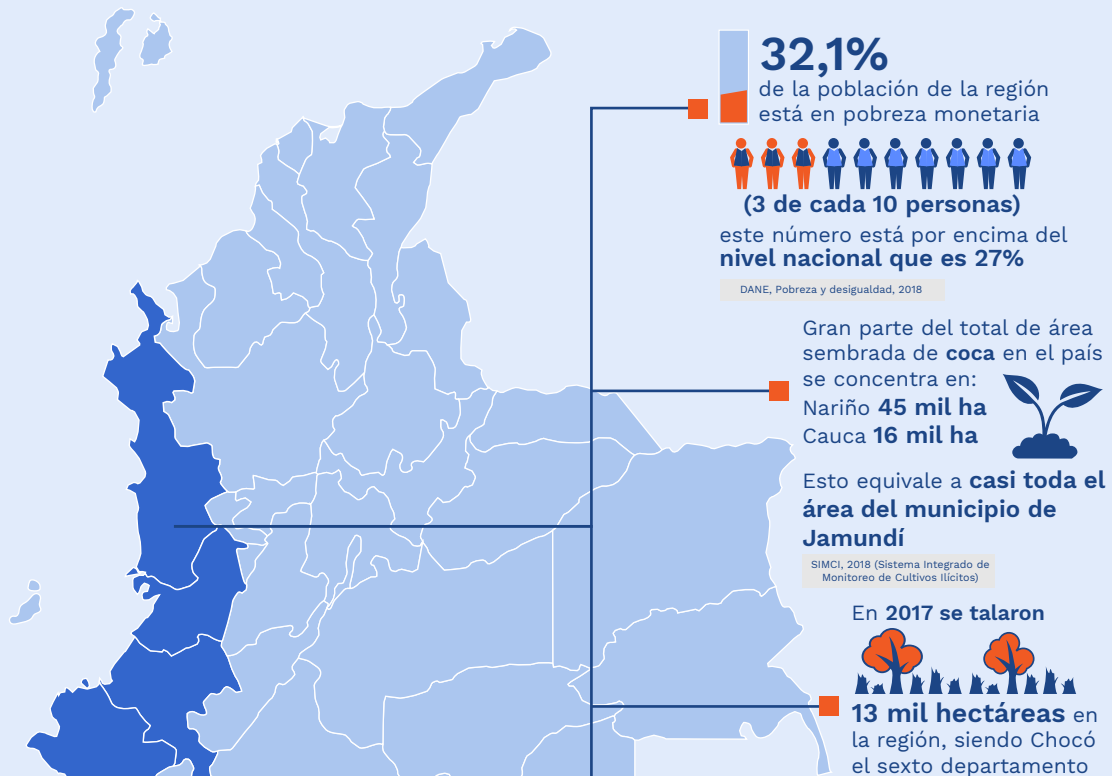 32,1%
de la población de la región
está en pobreza monetaria
(3 de cada 10 personas)
este número está por encima del
nivel nacional que es 27%
DANE, Pobreza y desigualdad, 2018
Gran parte del total de área
sembrada de coca en el país
se concentra en:
Nariño 45 mil ha
Cauca 16 mil ha
Esto equivale a casi toda el
área del municipio de
Jamundí
SIMCI, 2018 (Sistema Integrado de
Monitoreo de Cultivos Ilícitos)
En 2017 se talaron
13 mil hectáreas en
la región, siendo Chocó
el sexto departamento